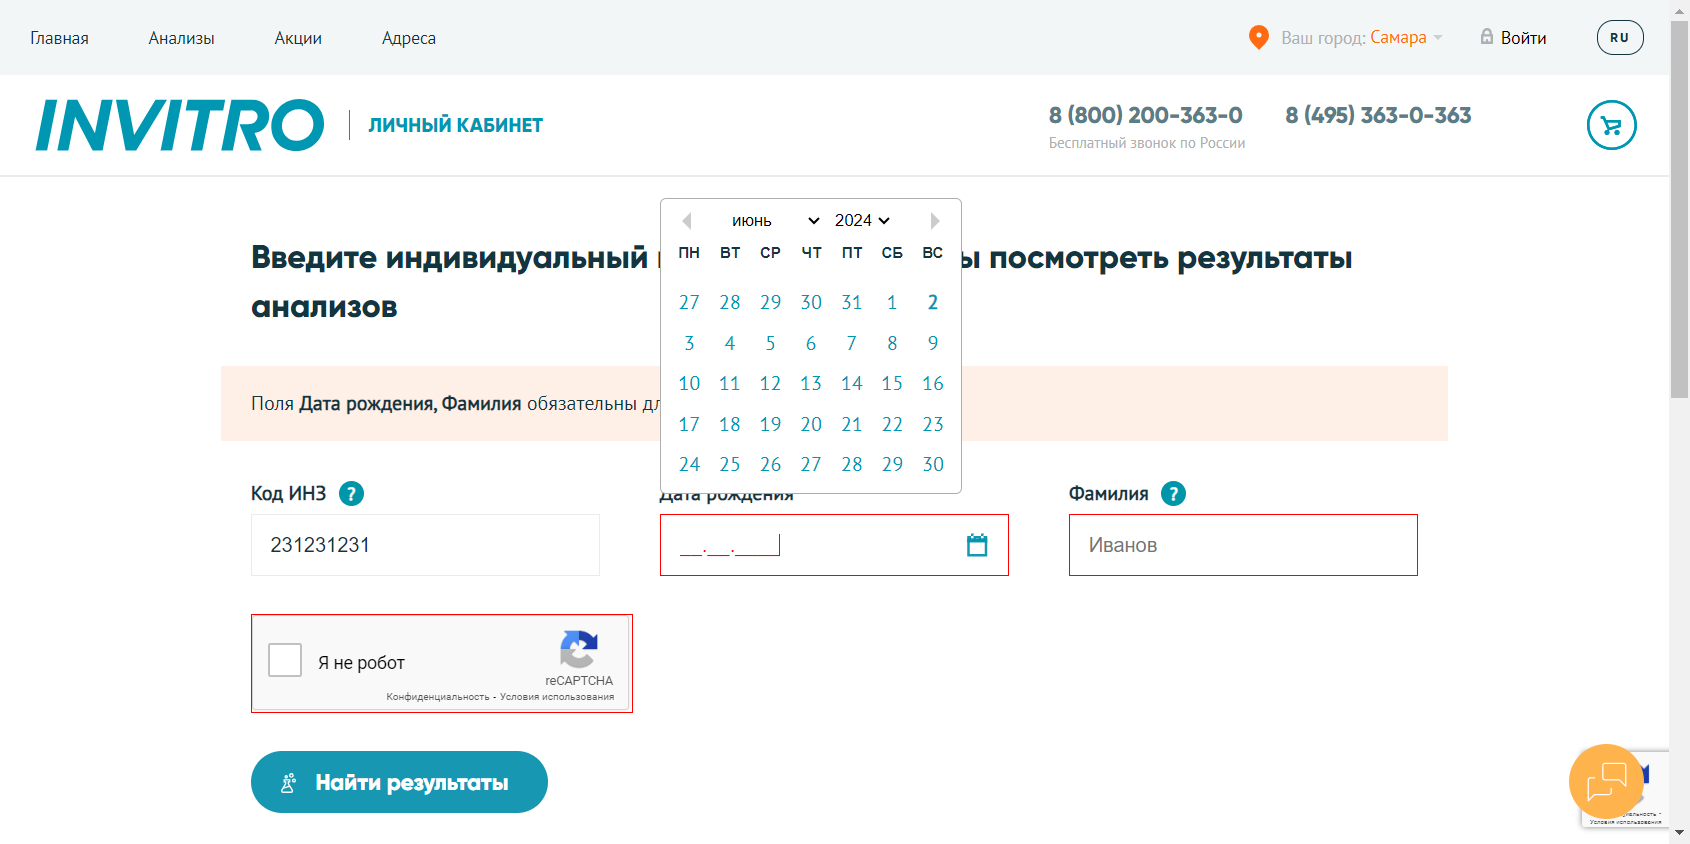 Главная Анализы Акции Адреса Ваш город: Самара Войти RU
INVITRO ЛИЧНЫЙ КАБИНЕТ 8 (800) 200-363-0 8 (495) 363-0-363
Бесплатный звонок по России
июнь 2024
ПН ВТ СР ЧТ ПТ СБ ВС
27 28 29 30 31 1 2
3 4 5 6 7 8 9
10 11 12 13 14 15 16
17 18 19 20 21 22 23
24 25 26 27 28 29 30
Введите индивидуальный ы посмотреть результаты
анализов
Поля Дата рождения, Фамилия обязательны дл
Код ИНЗ ? Дата рождения Фамилия ?
231231231 __.__.____ Иванов
Я не робот
reCAPTCHA
Конфиденциальность - Условия использования
Найти результаты
Условия использования